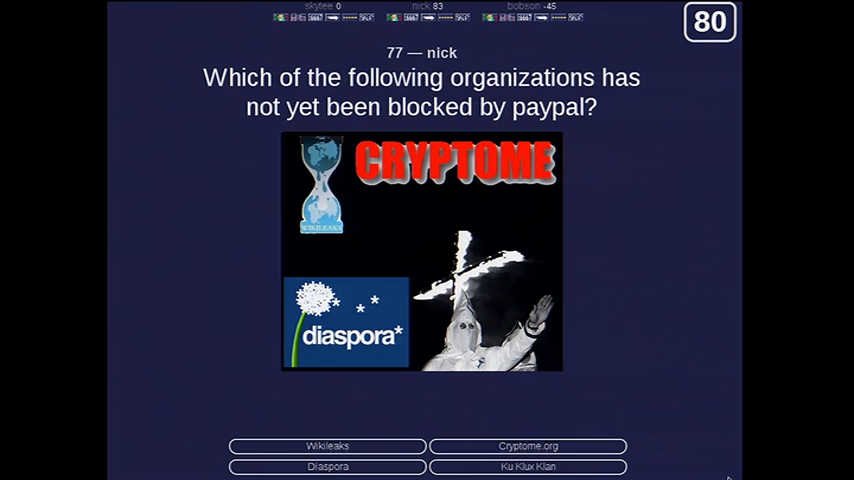 skytee 0
nick 83
bobson -45
80
77 — nick
Which of the following organizations has
not yet been blocked by paypal?
CRYPTOME
WIKILEAKS
diaspora*
Wikileaks
Cryptome.org
Diaspora
Ku Klux Klan